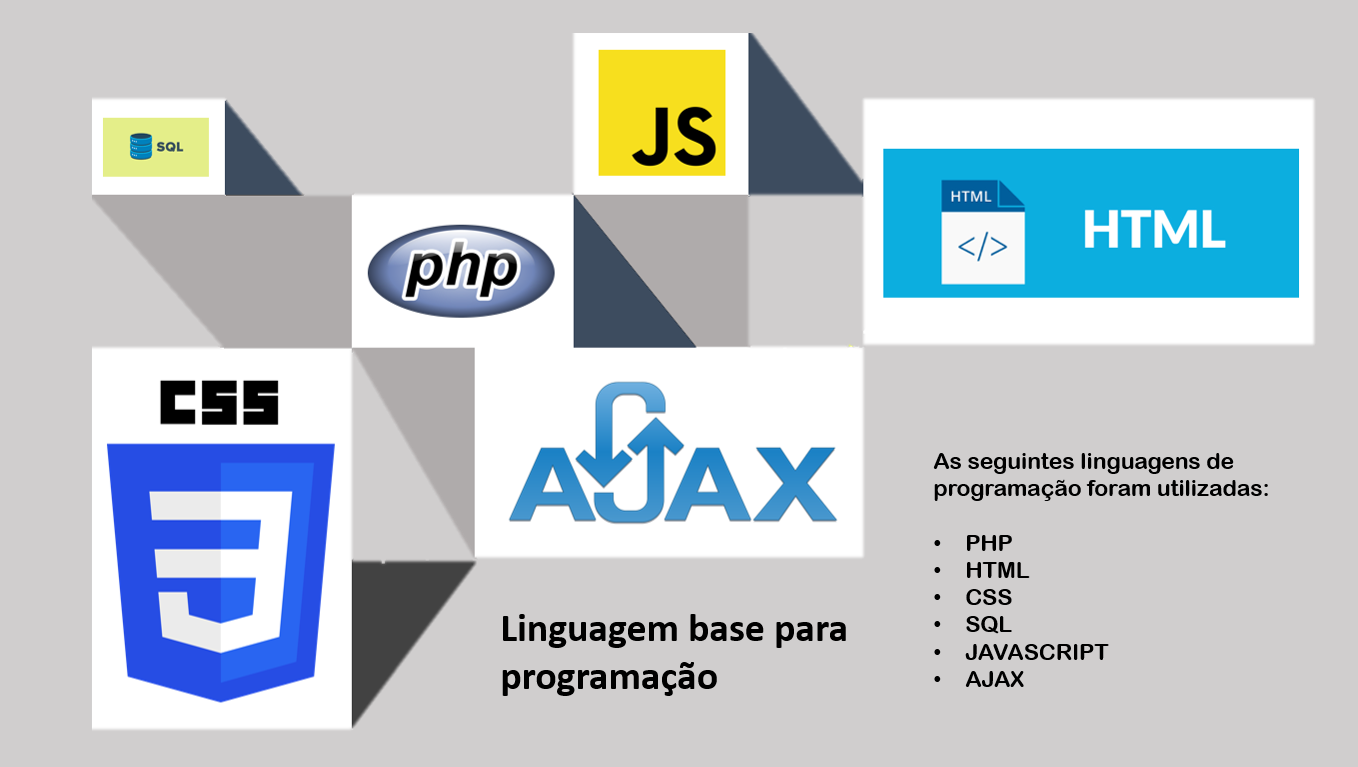 JS
SQL
HTML
HTML
</>
php
CSS
AJAX
As seguintes linguagens de
programação foram utilizadas:
• PHP
• HTML
• CSS
• SQL
• JAVASCRIPT
• AJAX
Linguagem base para
programação